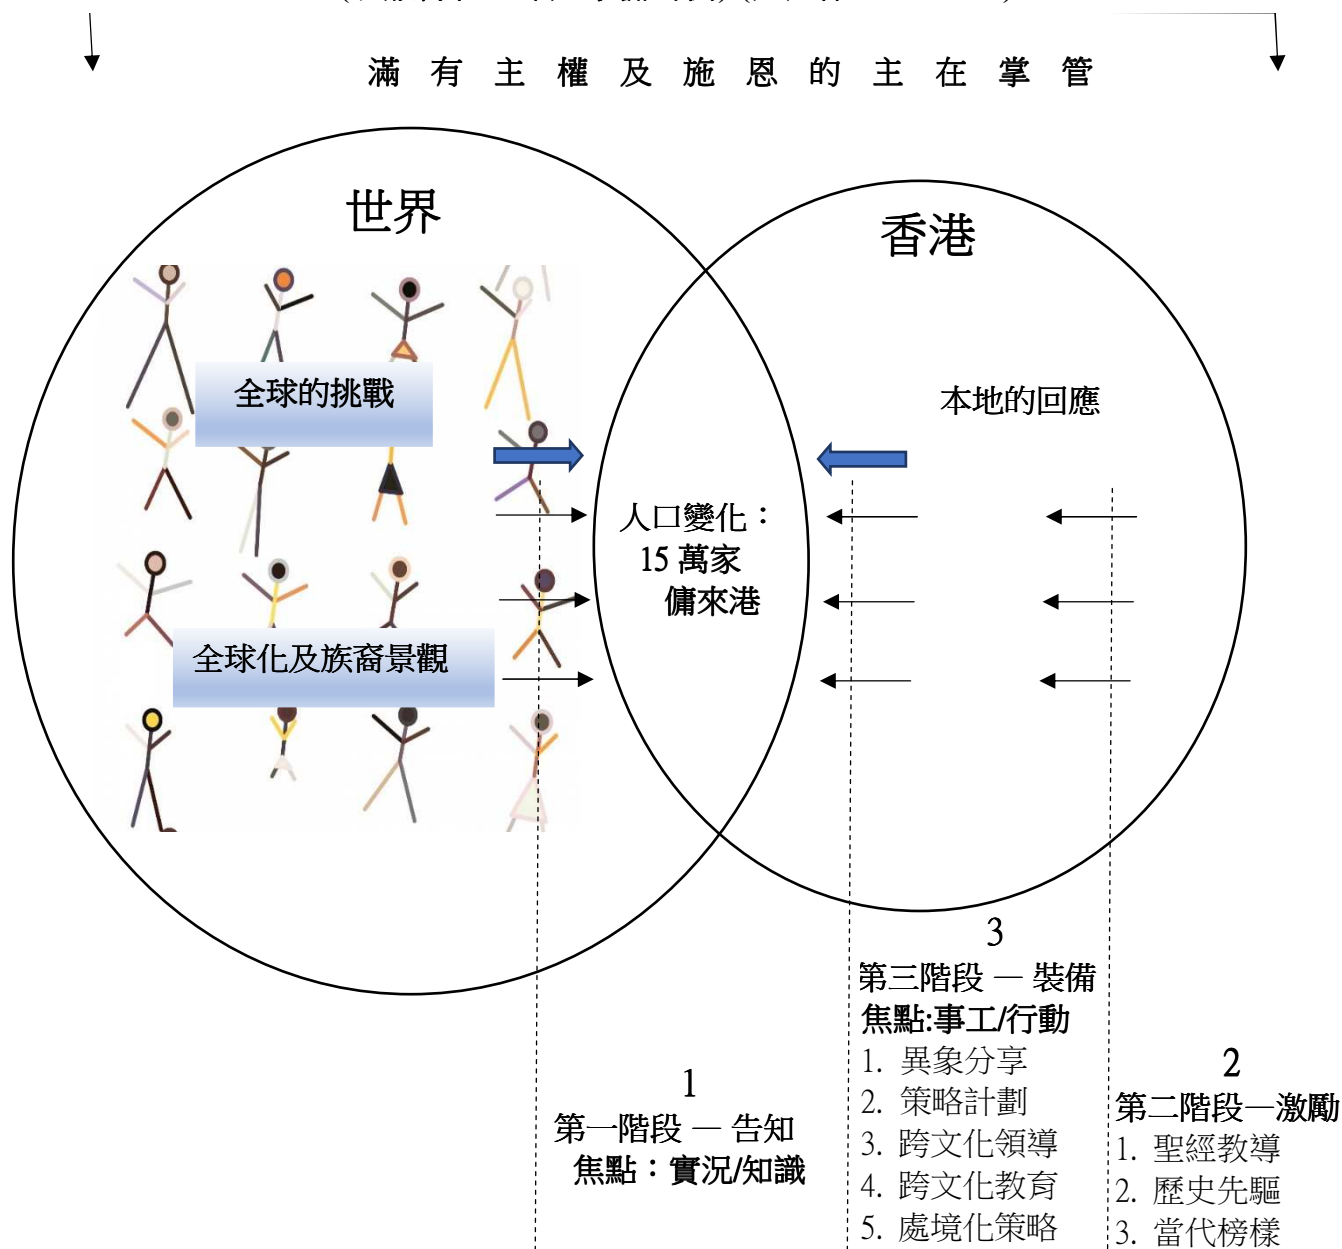 滿有主權及施恩的主在掌管
世界
香港
全球的挑戰
本地的回應
人口變化：
15 萬家
傭來港
全球化及族裔景觀
1
第一階段 — 告知
焦點：實況/知識
3
第三階段 — 裝備
焦點:事工/行動
1. 異象分享
2. 策略計劃
3. 跨文化領導
4. 跨文化教育
5. 處境化策略
2
第二階段—激勵
1. 聖經教導
2. 歷史先驅
3. 當代榜樣